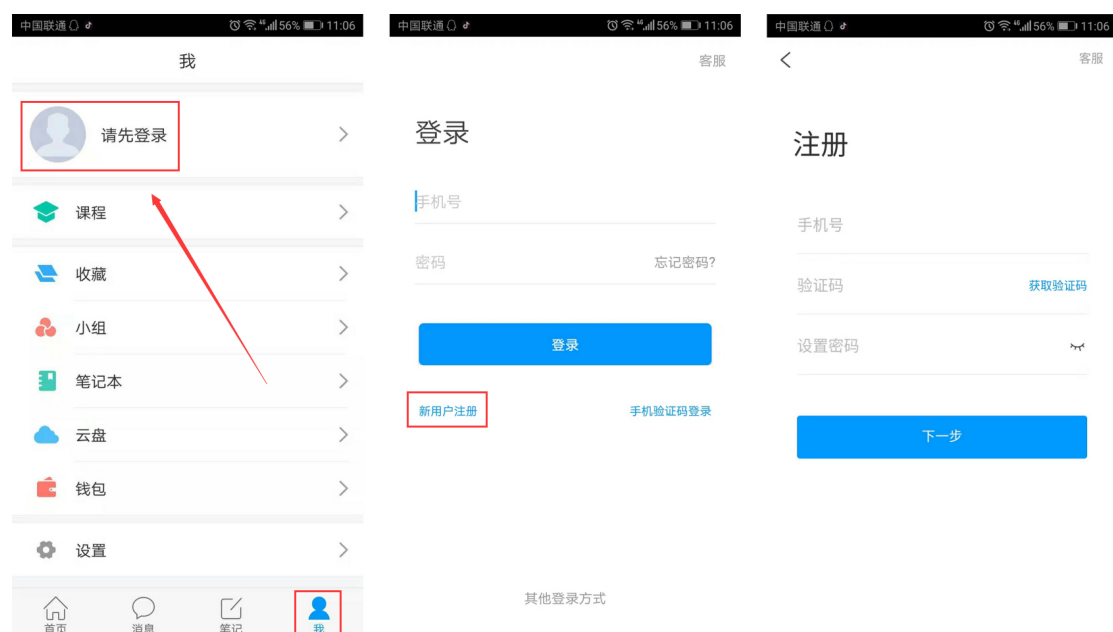 中国联通 46 56% 11:06
我
请先登录
课程
收藏
小组
笔记本
云盘
钱包
设置
首页 消息 笔记 我
中国联通 46 56% 11:06
客服
登录
手机号
密码 忘记密码?
登录
新用户注册 手机验证码登录
其他登录方式
中国联通 46 56% 11:06
客服
注册
手机号
验证码 获取验证码
设置密码
下一步